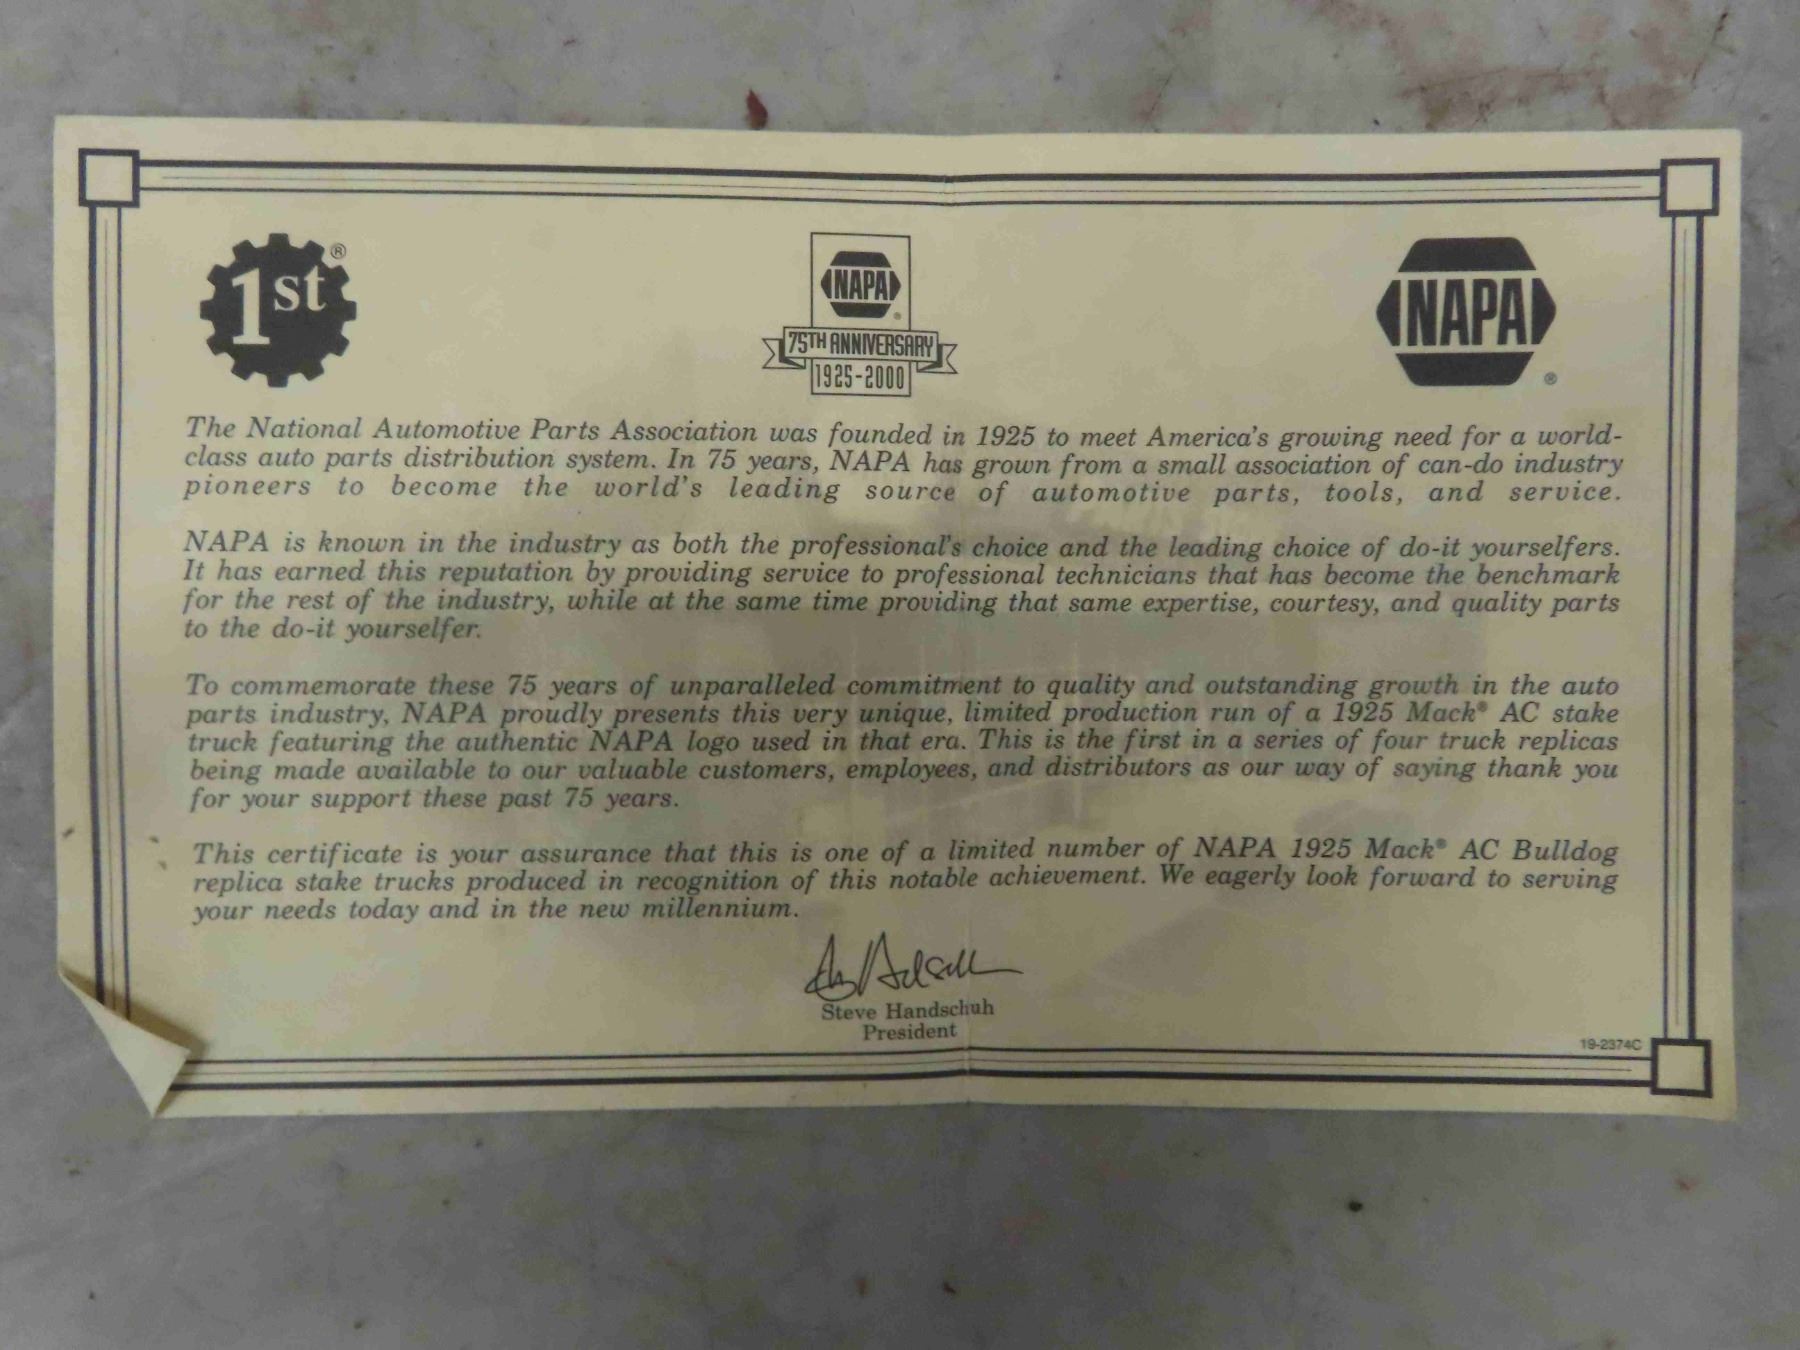 1st®
NAPA®
75TH ANNIVERSARY
1925-2000
NAPA®
The National Automotive Parts Association was founded in 1925 to meet America's growing need for a world-
class auto parts distribution system. In 75 years, NAPA has grown from a small association of can-do industry
pioneers to become the world's leading source of automotive parts, tools, and service.
NAPA is known in the industry as both the professional's choice and the leading choice of do-it yourselfers.
It has earned this reputation by providing service to professional technicians that has become the benchmark
for the rest of the industry, while at the same time providing that same expertise, courtesy, and quality parts
to the do-it yourselfer.
To commemorate these 75 years of unparalleled commitment to quality and outstanding growth in the auto
parts industry, NAPA proudly presents this very unique, limited production run of a 1925 Mack® AC stake
truck featuring the authentic NAPA logo used in that era. This is the first in a series of four truck replicas
being made available to our valuable customers, employees, and distributors as our way of saying thank you
for your support these past 75 years.
This certificate is your assurance that this is one of a limited number of NAPA 1925 Mack® AC Bulldog
replica stake trucks produced in recognition of this notable achievement. We eagerly look forward to serving
your needs today and in the new millennium.
Steve Handschuh
President
19-2374C